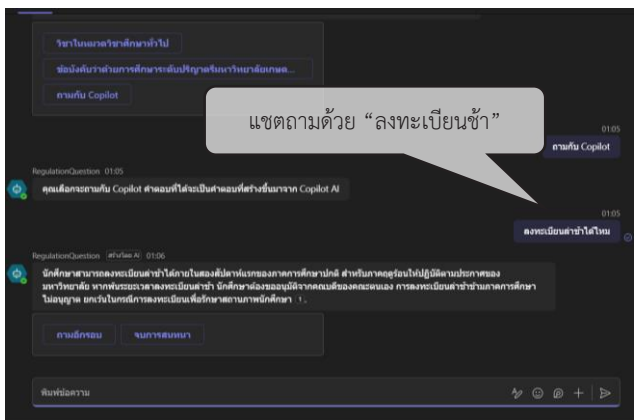 วิชาในหมวดวิชาศึกษาทั่วไป
ข้อบังคับว่าด้วยการศึกษาระดับปริญาตรีมหาวิทยาลัยเกษต...
ถามกับ Copilot
แชตถามด้วย “ลงทะเบียนช้า”
01:05
ถามกับ Copilot
RegulationQuestion 01:05
คุณเลือกจะถามกับ Copilot คำตอบที่ได้จะเป็นคำตอบที่สร้างขึ้นมาจาก Copilot AI
01:05
ลงทะเบียนล่าช้าได้ไหม
RegulationQuestion สร้างโดย AI 01:06
นักศึกษาสามารถลงทะเบียนล่าช้าได้ภายในสองสัปดาห์แรกของภาคการศึกษาปกติ สำหรับภาคฤดูร้อนให้ปฏิบัติตามประกาศของ
มหาวิทยาลัย หากพ้นระยะเวลาลงทะเบียนล่าช้า นักศึกษาต้องขออนุมัติจากคณบดีของคณะตนเอง การลงทะเบียนล่าช้าข้ามภาคการศึกษา
ไม่อนุญาต ยกเว้นในกรณีการลงทะเบียนเพื่อรักษาสถานภาพนักศึกษา 1 .
ถามอีกรอบ จบการสนทนา
พิมพ์ข้อความ